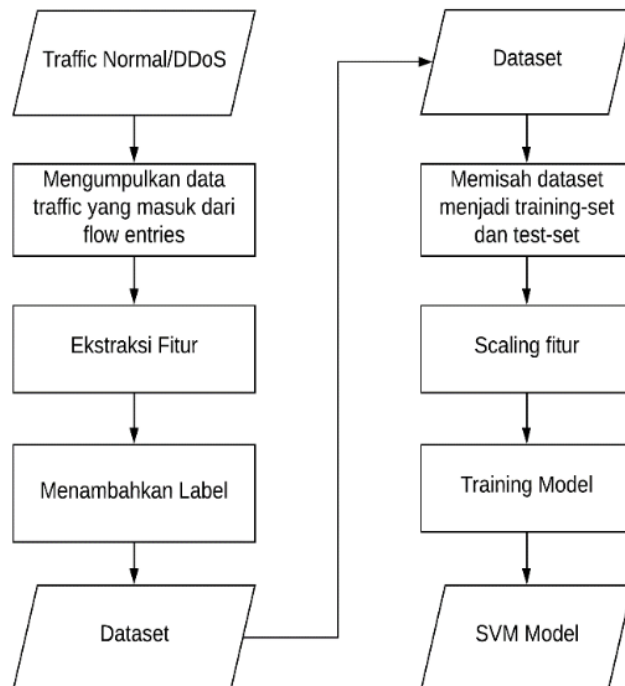 Traffic Normal/DDoS
Mengumpulkan data
traffic yang masuk dari
flow entries
Ekstraksi Fitur
Menambahkan Label
Dataset
Dataset
Memisah dataset
menjadi training-set
dan test-set
Scaling fitur
Training Model
SVM Model